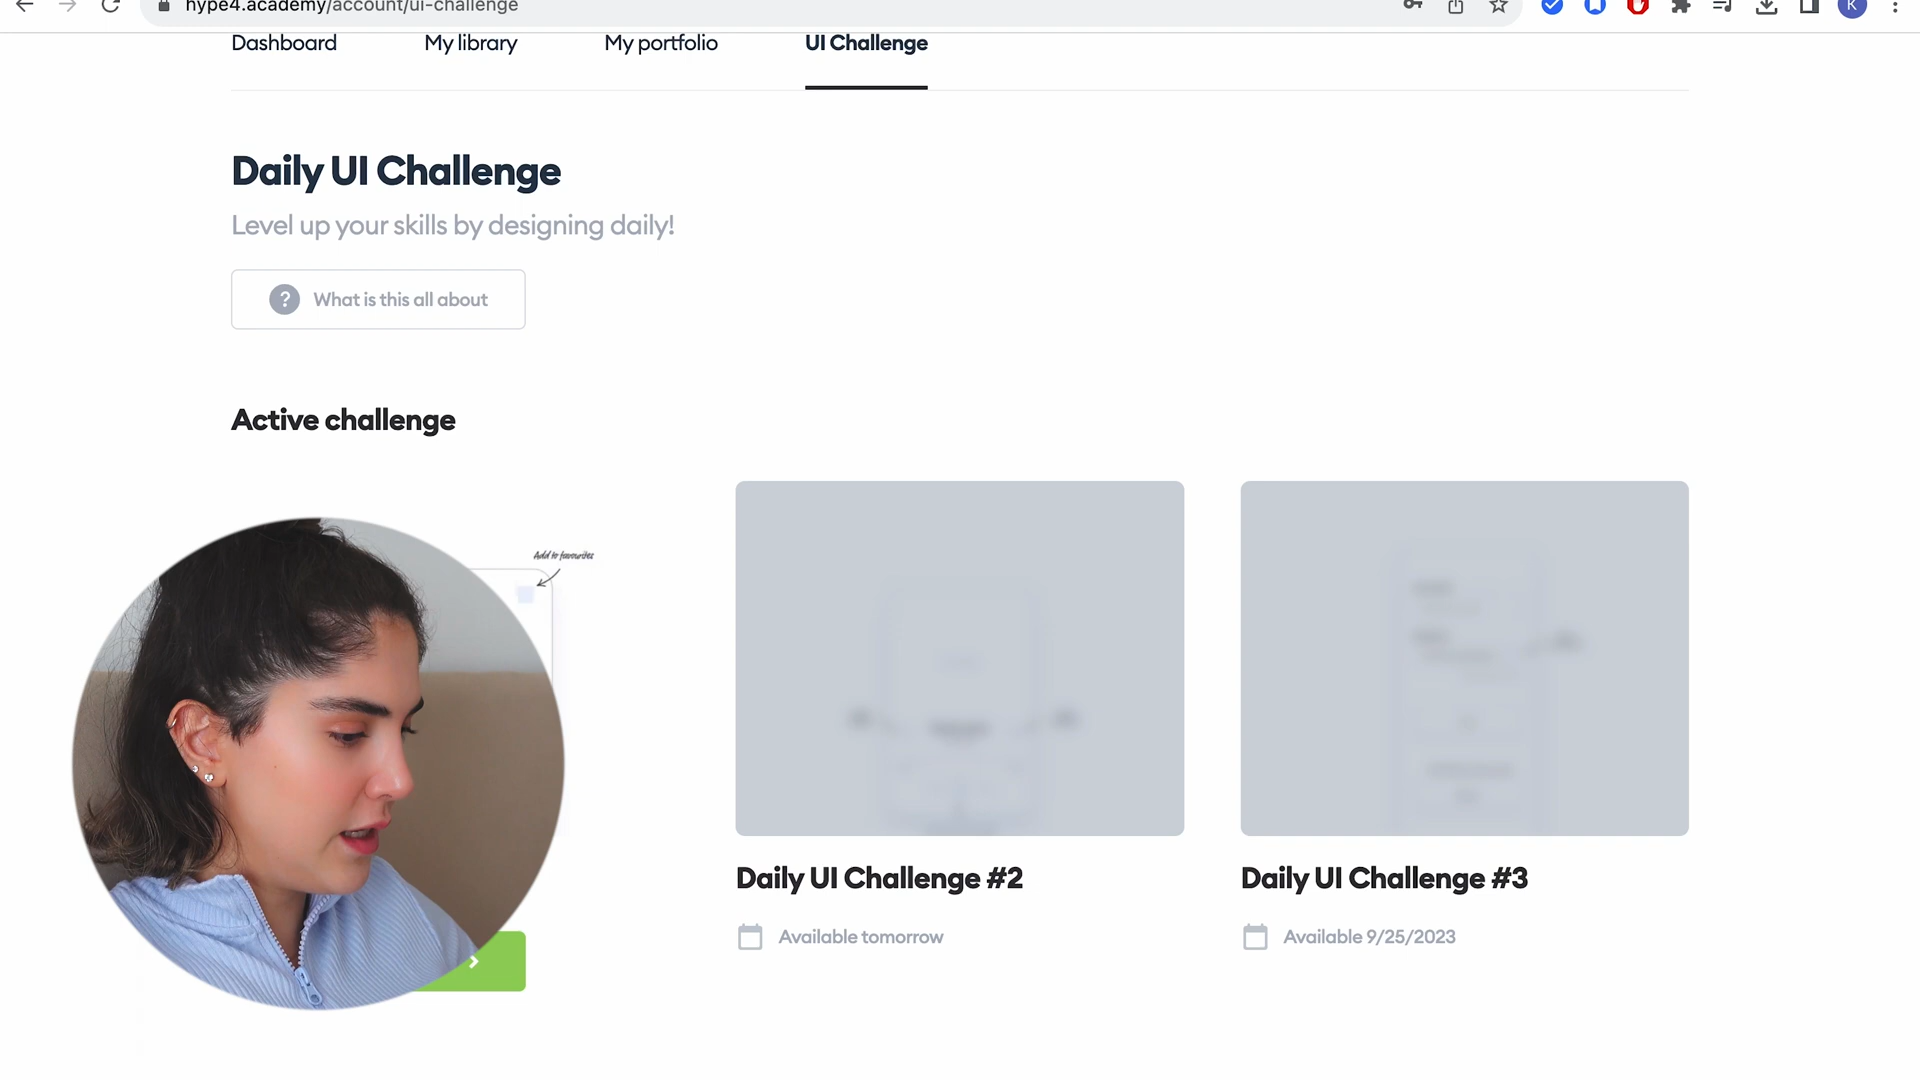 hype4.academy/account/ui-challenge
K
Dashboard
My library
My portfolio
UI Challenge
Daily UI Challenge
Level up your skills by designing daily!
? What is this all about
Active challenge
Add to favourites
Daily UI Challenge #2
Daily UI Challenge #3
Available tomorrow
Available 9/25/2023